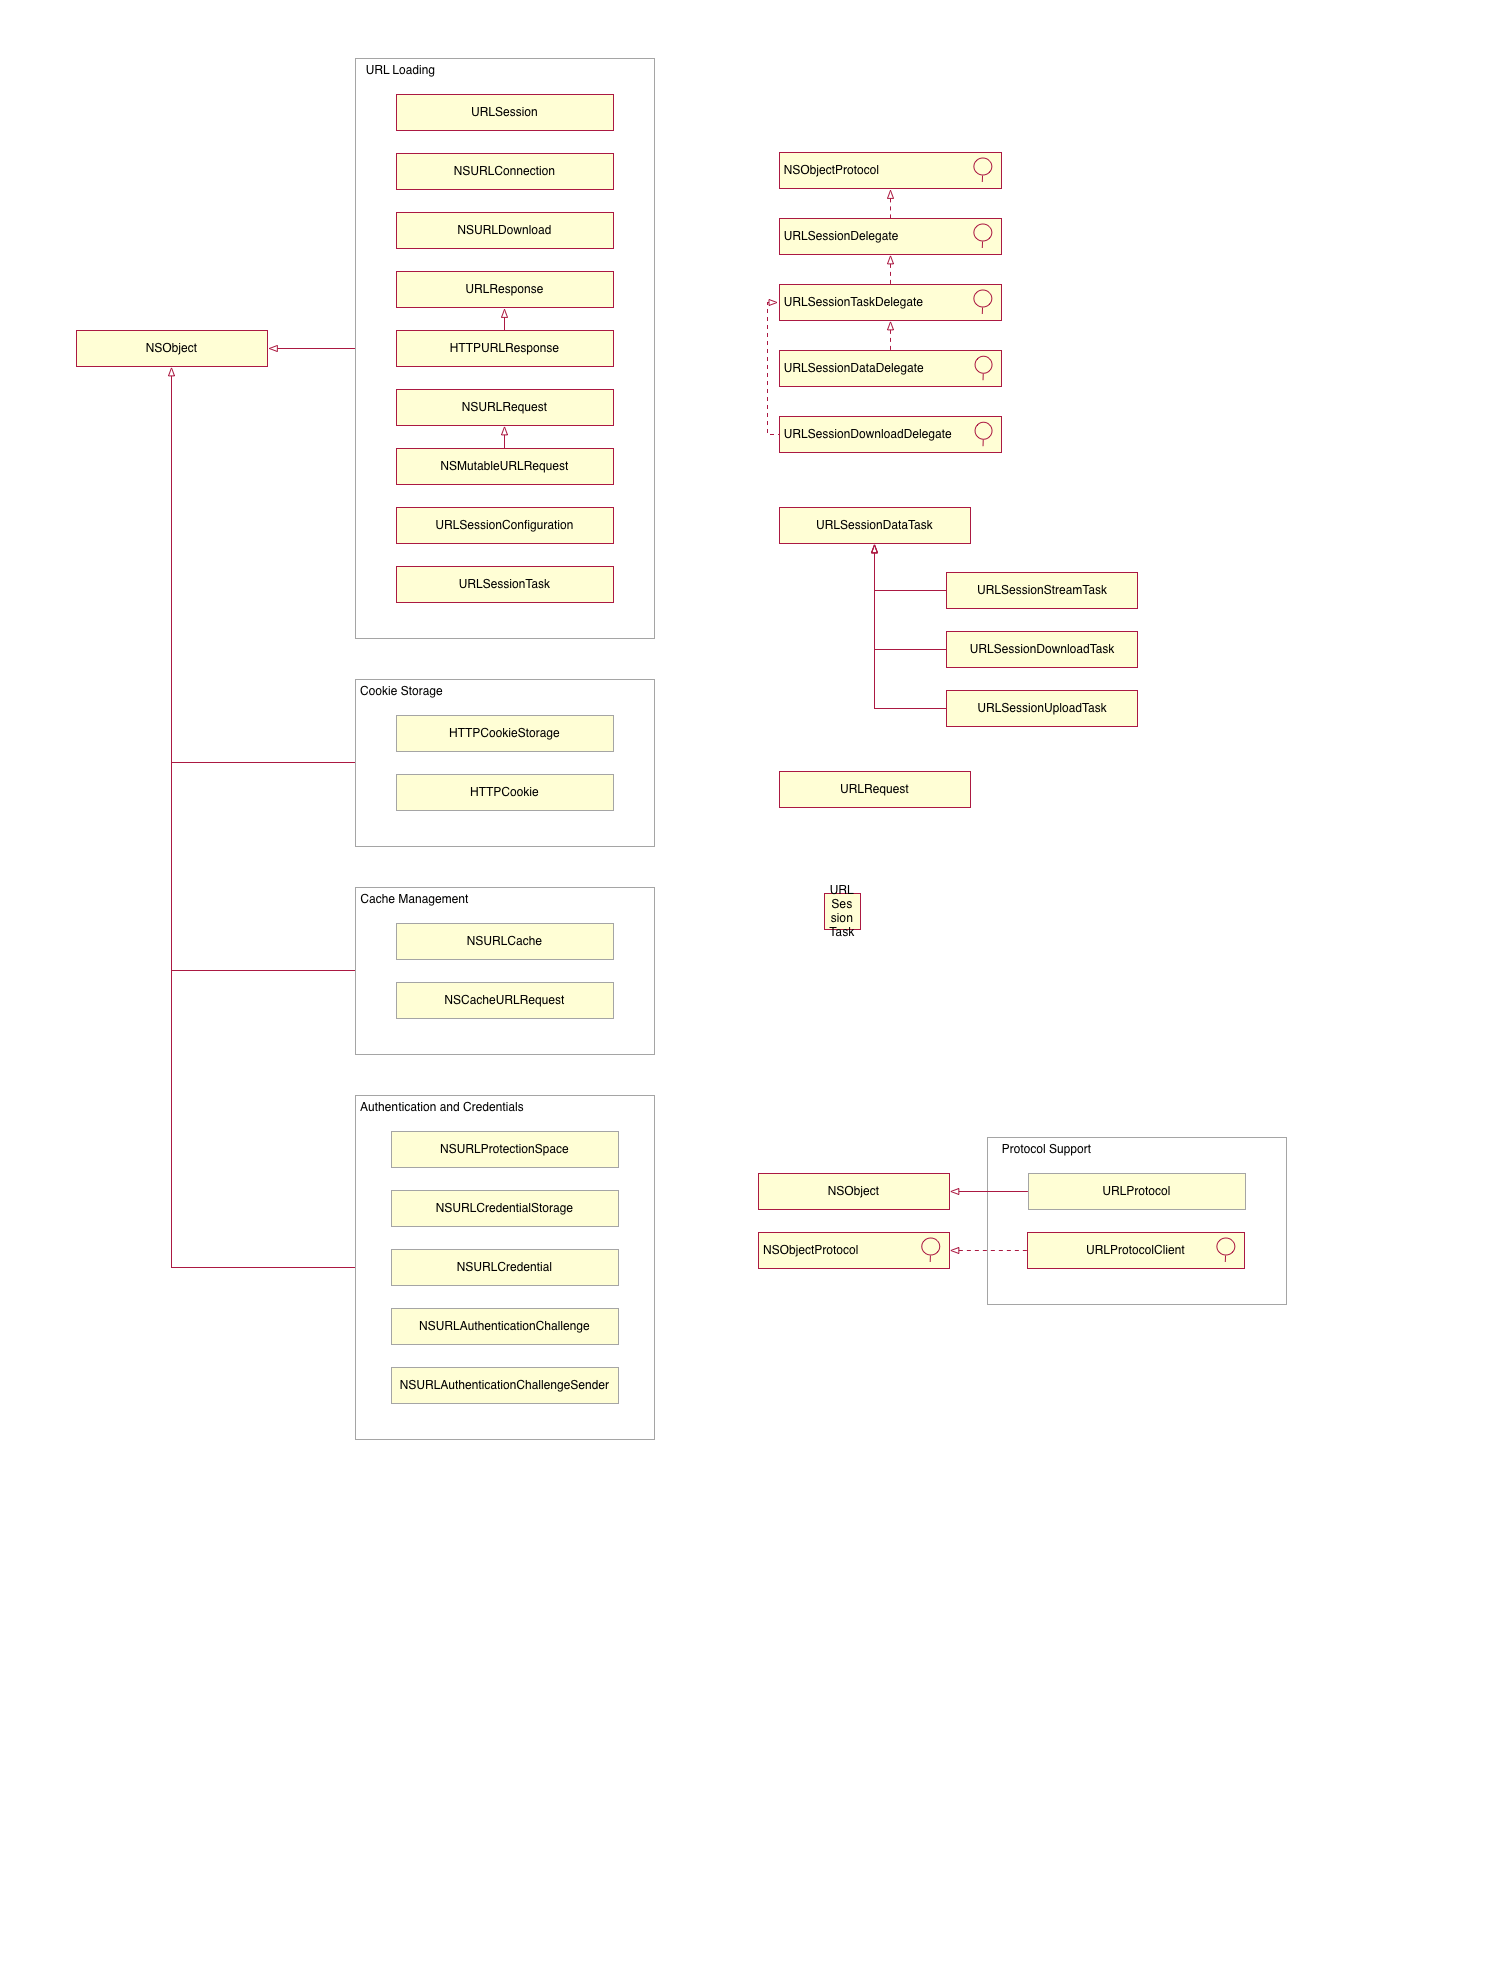 URL Loading
URLSession
NSURLConnection
NSURLDownload
URLResponse
HTTPURLResponse
NSURLRequest
NSMutableURLRequest
URLSessionConfiguration
URLSessionTask
NSObject
Cookie Storage
HTTPCookieStorage
HTTPCookie
Cache Management
NSURLCache
NSCacheURLRequest
Authentication and Credentials
NSURLProtectionSpace
NSURLCredentialStorage
NSURLCredential
NSURLAuthenticationChallenge
NSURLAuthenticationChallengeSender
NSObjectProtocol
URLSessionDelegate
URLSessionTaskDelegate
URLSessionDataDelegate
URLSessionDownloadDelegate
URLSessionDataTask
URLSessionStreamTask
URLSessionDownloadTask
URLSessionUploadTask
URLRequest
URL
Ses
sion
Task
Protocol Support
NSObject
URLProtocol
NSObjectProtocol
URLProtocolClient